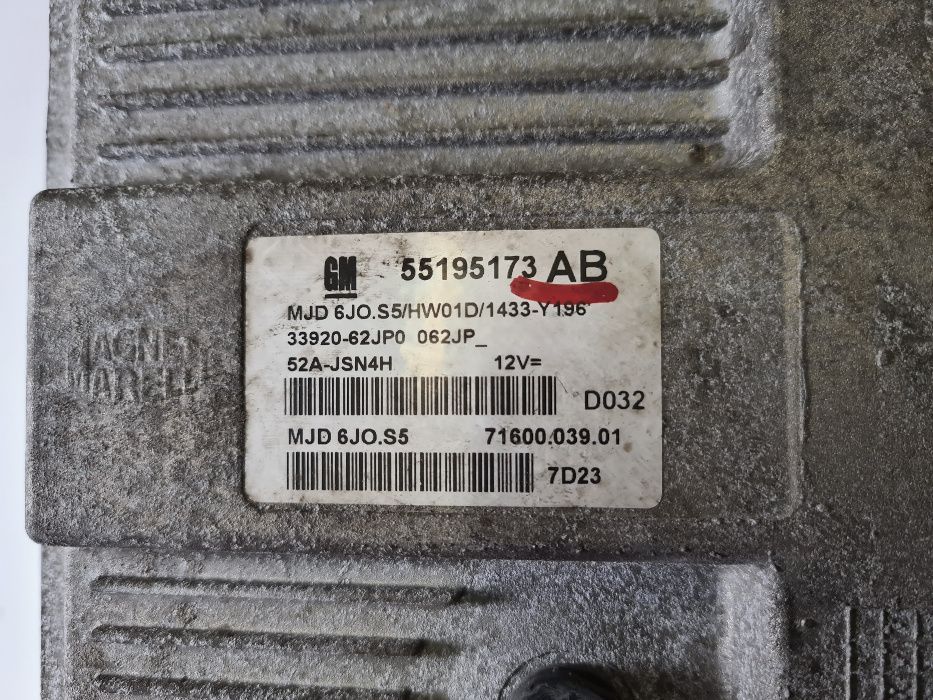 MAGNETI
MARELLI
GM 55195173 AB
MJD 6JO.S5/HW01D/1433-Y196
33920-62JP0 062JP_
52A-JSN4H 12V=
D032
MJD 6JO.S5 71600.039.01
7D23